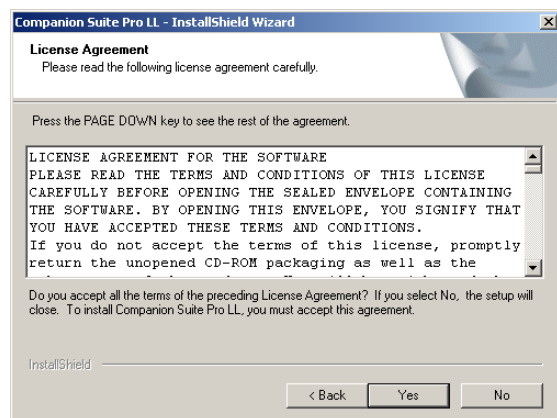 Companion Suite Pro LL - InstallShield Wizard
License Agreement
Please read the following license agreement carefully.
Press the PAGE DOWN key to see the rest of the agreement.
LICENSE AGREEMENT FOR THE SOFTWARE
PLEASE READ THE TERMS AND CONDITIONS OF THIS LICENSE
CAREFULLY BEFORE OPENING THE SEALED ENVELOPE CONTAINING
THE SOFTWARE. BY OPENING THIS ENVELOPE, YOU SIGNIFY THAT
YOU HAVE ACCEPTED THESE TERMS AND CONDITIONS.
If you do not accept the terms of this license, promptly
return the unopened CD-ROM packaging as well as the
Do you accept all the terms of the preceding License Agreement? If you select No, the setup will
close. To install Companion Suite Pro LL, you must accept this agreement.
InstallShield
< Back Yes No